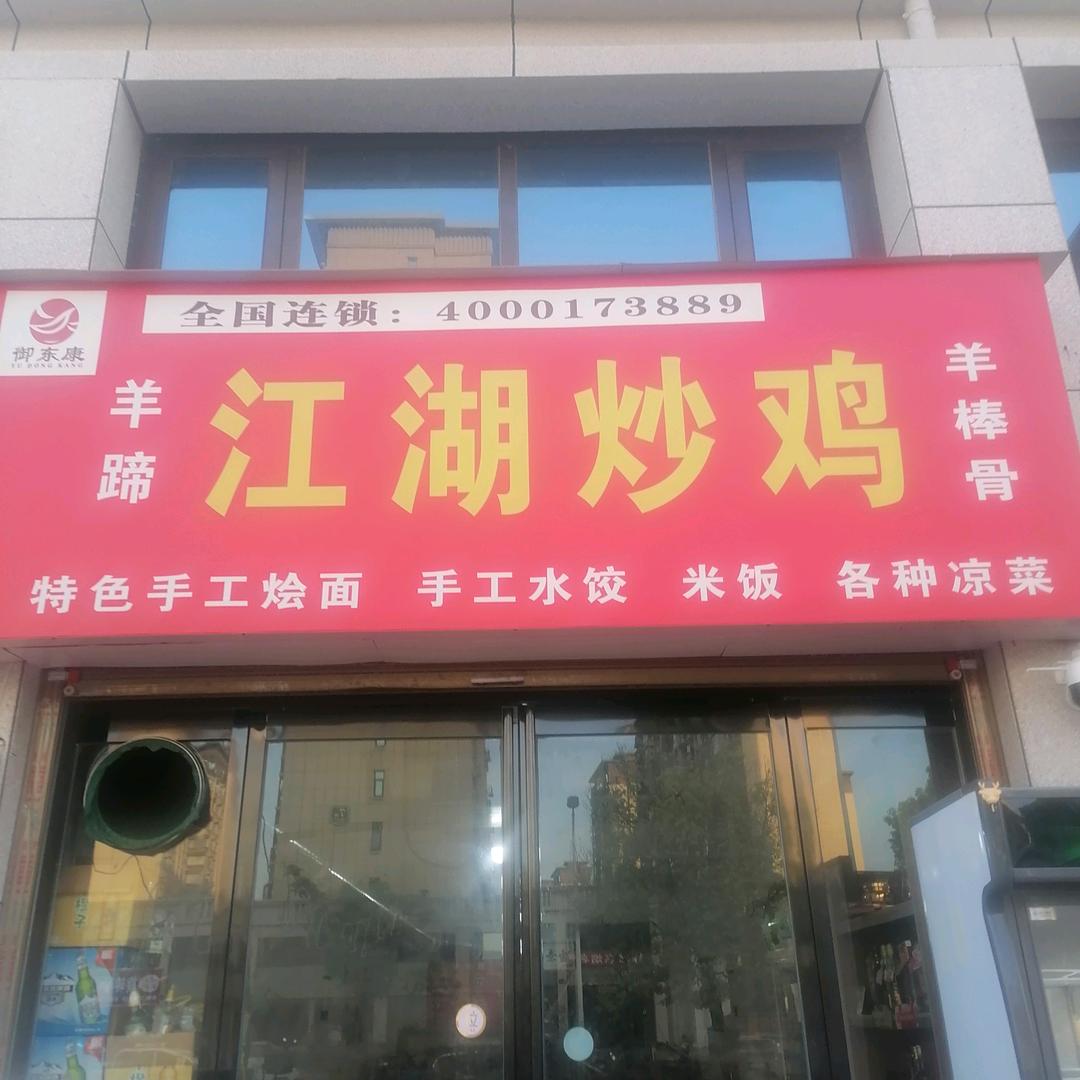 全国连锁：4000173889
御东康
YU DONG KANG
羊蹄
江湖炒鸡
羊棒骨
特色手工烩面 手工水饺 米饭 各种凉菜
立